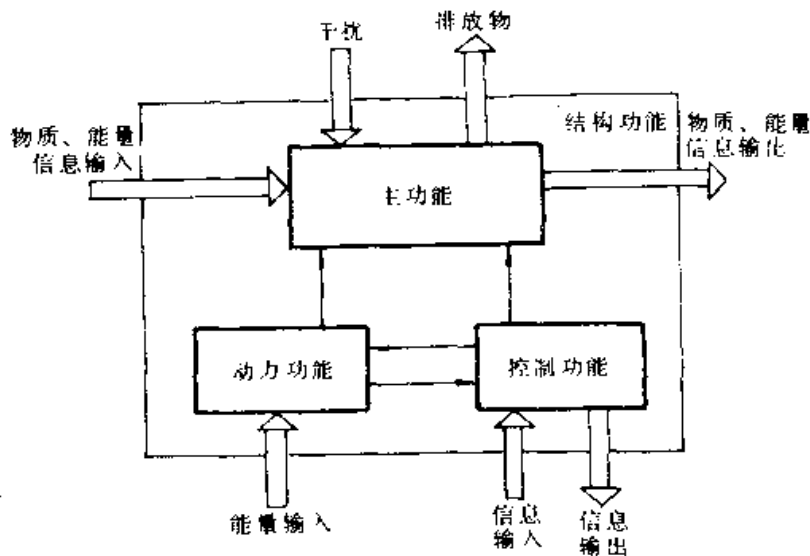 干扰
排放物
结构功能
物质、能量
信息输入
物质、能量
信息输出
主功能
动力功能
控制功能
能量输入
信息
输入
信息
输出